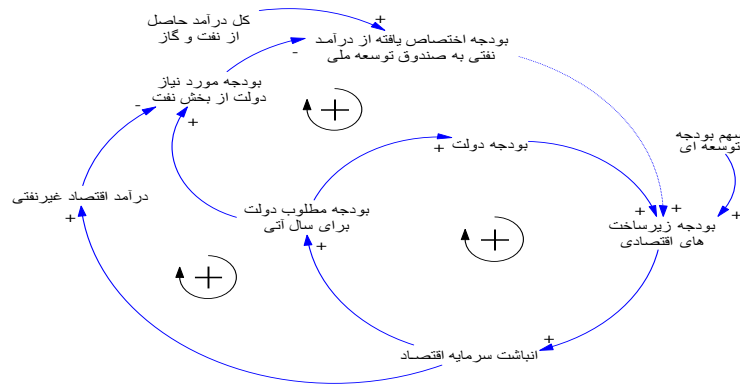 کل درآمد حاصل
از نفت و گاز
بودجه اختصاص یافته از درآمد
نفتی به صندوق توسعه ملی
بودجه مورد نیاز
دولت از بخش نفت
سهم بودجه
توسعه ای
بودجه دولت
درآمد اقتصاد غیرنفتی
بودجه مطلوب دولت
برای سال آتی
بودجه زیرساخت
های اقتصادی
انباشت سرمایه اقتصاد